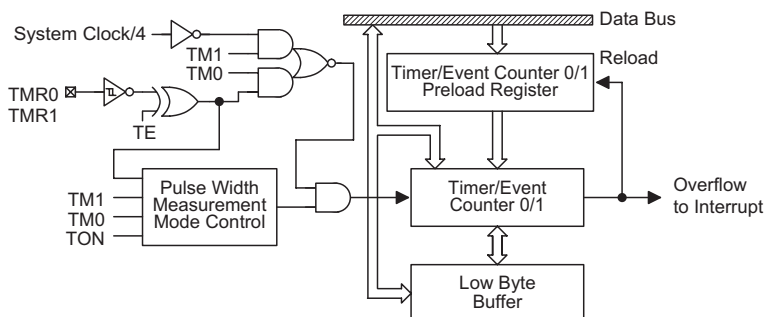 Data Bus
System Clock/4
TM1
TM0
Reload
Timer/Event Counter 0/1
Preload Register
TMR0
TMR1
TE
Pulse Width
Measurement
Mode Control
TM1
TM0
TON
Timer/Event
Counter 0/1
Overflow
to Interrupt
Low Byte
Buffer